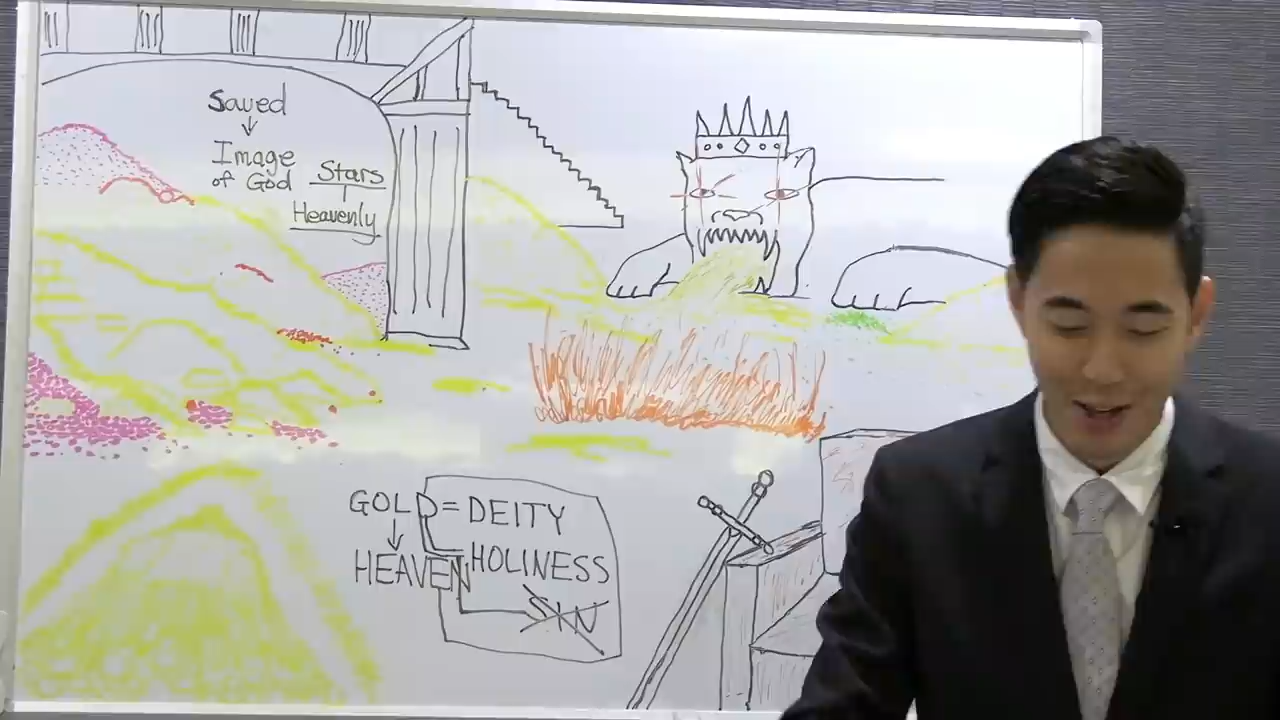 Saved
Image
of God
Stars
Heavenly
GOLD = DEITY
HEAVEN
HOLINESS
SIN